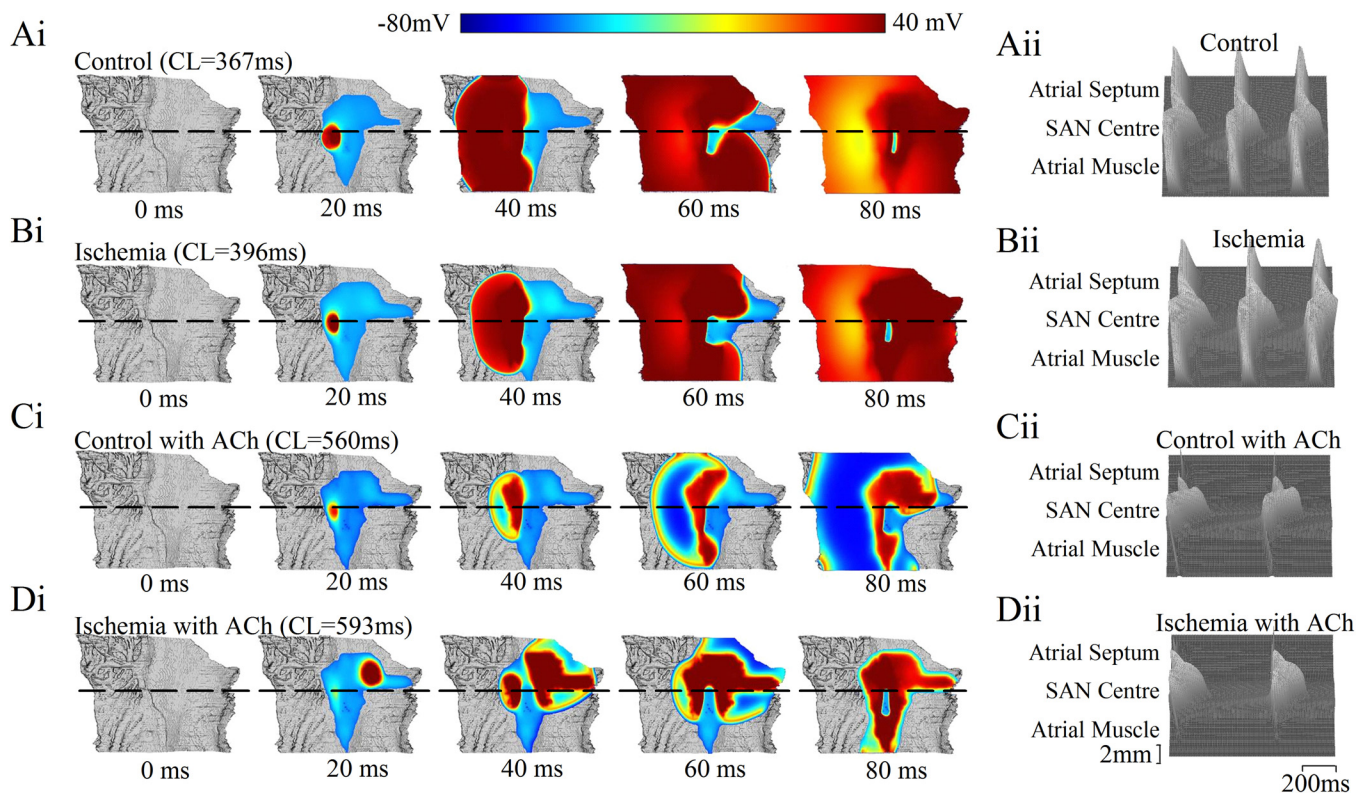 -80mV 40 mV
Ai
Control (CL=367ms)
0 ms 20 ms 40 ms 60 ms 80 ms
Aii
Control
Atrial Septum
SAN Centre
Atrial Muscle
Bi
Ischemia (CL=396ms)
0 ms 20 ms 40 ms 60 ms 80 ms
Bii
Ischemia
Atrial Septum
SAN Centre
Atrial Muscle
Ci
Control with ACh (CL=560ms)
0 ms 20 ms 40 ms 60 ms 80 ms
Cii
Control with ACh
Atrial Septum
SAN Centre
Atrial Muscle
Di
Ischemia with ACh (CL=593ms)
0 ms 20 ms 40 ms 60 ms 80 ms
Dii
Ischemia with ACh
Atrial Septum
SAN Centre
Atrial Muscle
2mm
200ms